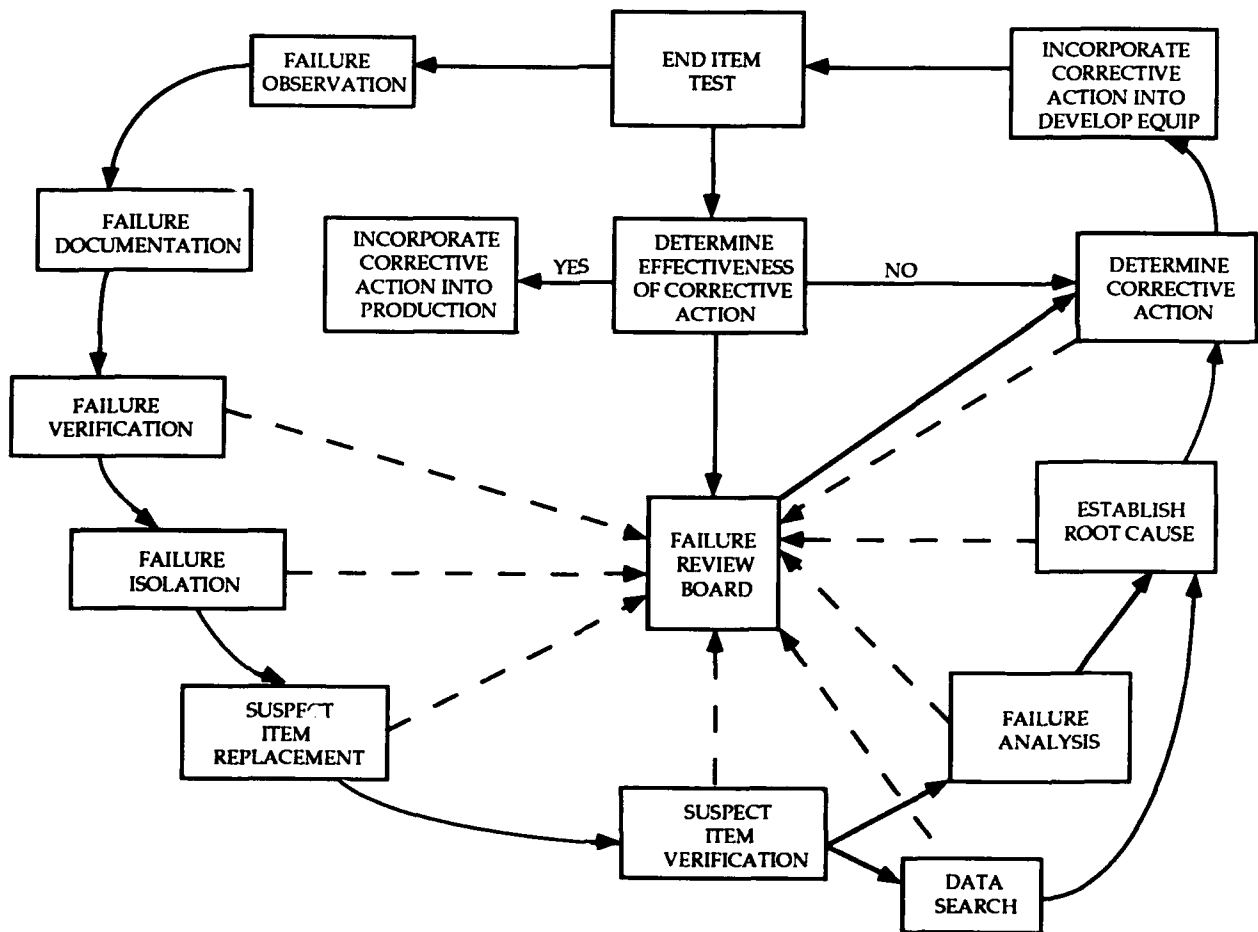 FAILURE
OBSERVATION
END ITEM
TEST
INCORPORATE
CORRECTIVE
ACTION INTO
DEVELOP EQUIP
FAILURE
DOCUMENTATION
INCORPORATE
CORRECTIVE
ACTION INTO
PRODUCTION
YES
DETERMINE
EFFECTIVENESS
OF CORRECTIVE
ACTION
NO
DETERMINE
CORRECTIVE
ACTION
FAILURE
VERIFICATION
FAILURE
ISOLATION
FAILURE
REVIEW
BOARD
ESTABLISH
ROOT CAUSE
SUSPECT
ITEM
REPLACEMENT
FAILURE
ANALYSIS
SUSPECT
ITEM
VERIFICATION
DATA
SEARCH